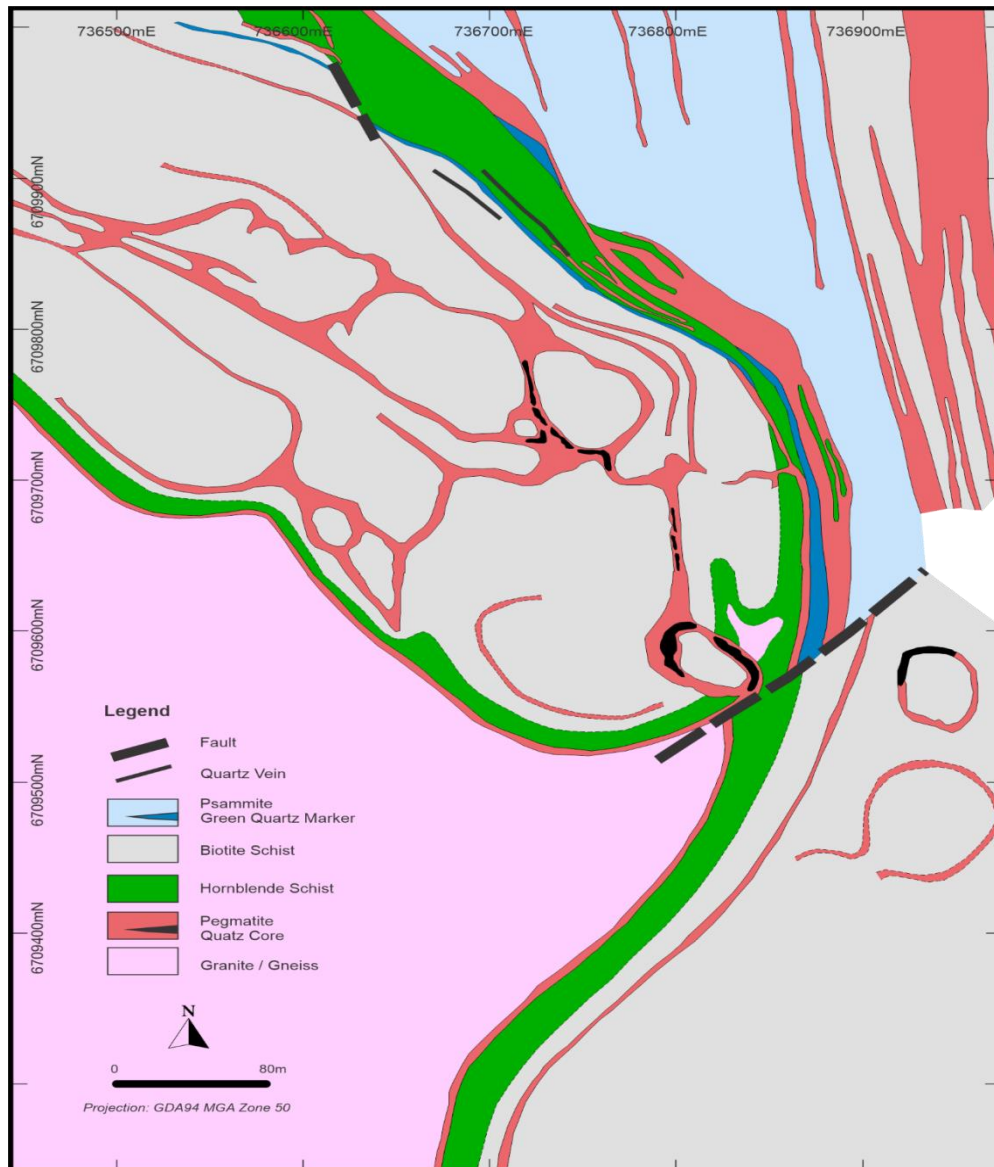 736500mE
736600mE
736700mE
736800mE
736900mE
6709900mN
6709800mN
6709700mN
6709600mN
6709500mN
6709400mN
Legend
Fault
Quartz Vein
Psammite
Green Quartz Marker
Biotite Schist
Hornblende Schist
Pegmatite
Quatz Core
Granite / Gneiss
N
0
80m
Projection: GDA94 MGA Zone 50